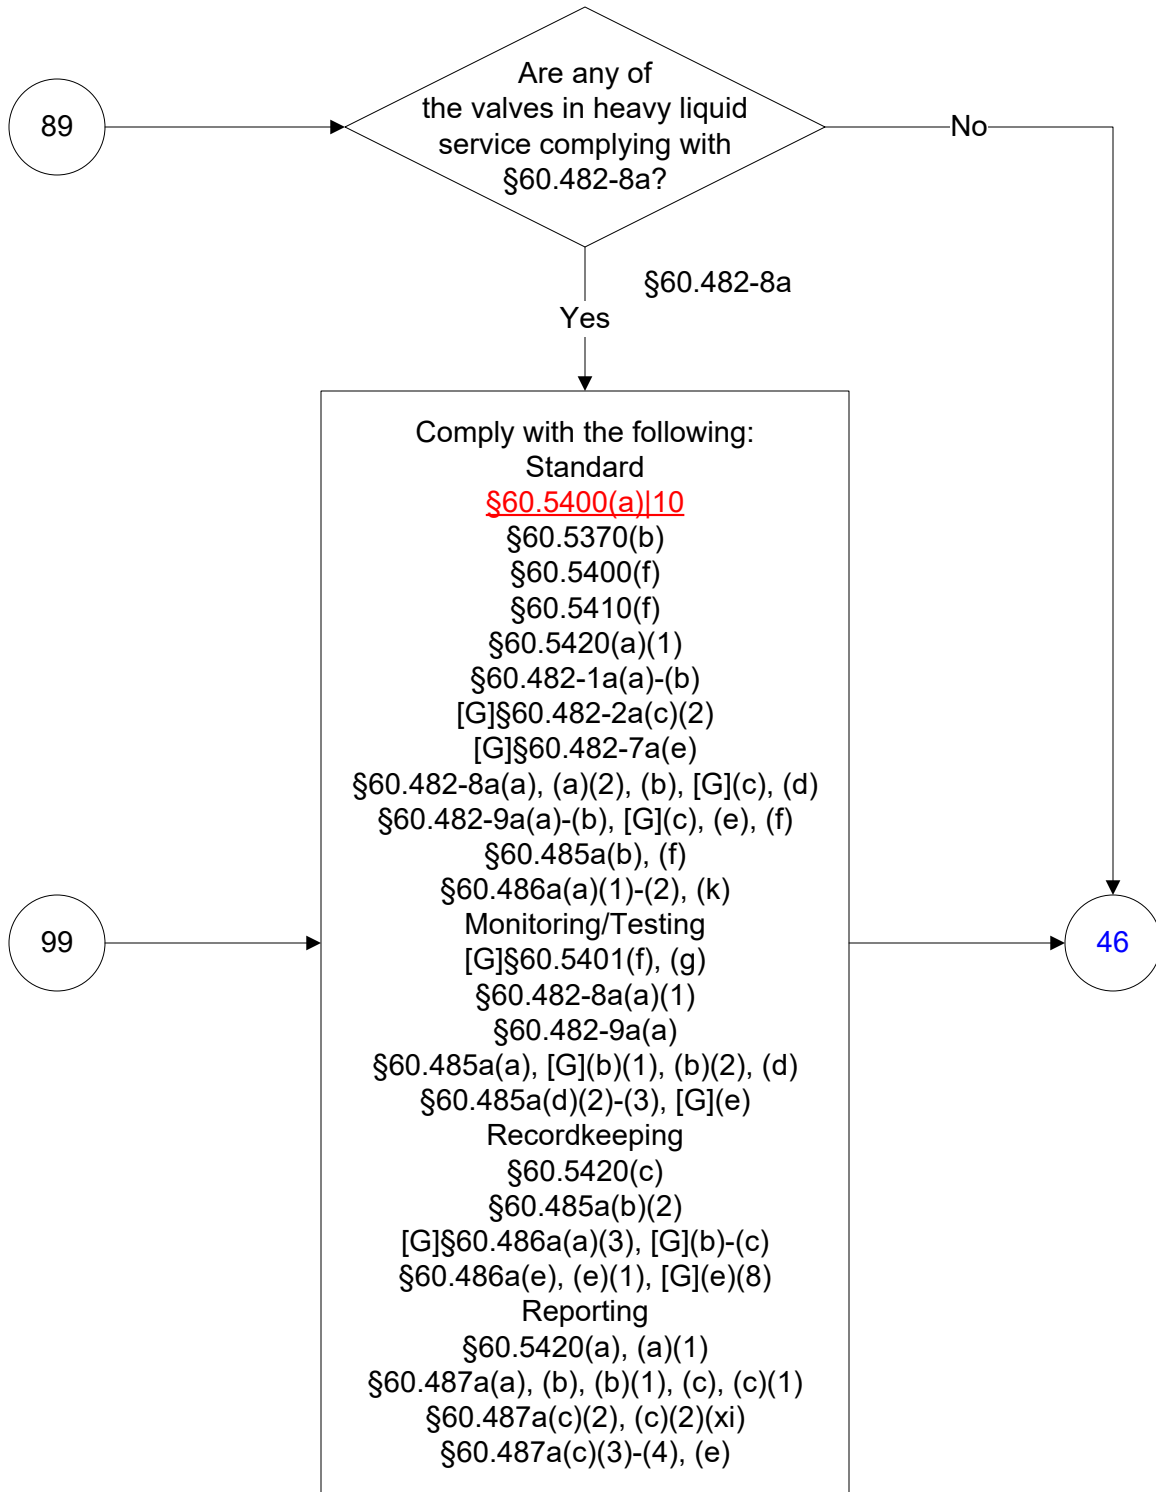 Are any of
the valves in heavy liquid
service complying with
§60.482-8a?
89
No
§60.482-8a
Yes
Comply with the following:
Standard
§60.5400(a)|10
§60.5370(b)
§60.5400(f)
§60.5410(f)
§60.5420(a)(1)
§60.482-1a(a)-(b)
[G]§60.482-2a(c)(2)
[G]§60.482-7a(e)
§60.482-8a(a), (a)(2), (b), [G](c), (d)
§60.482-9a(a)-(b), [G](c), (e), (f)
§60.485a(b), (f)
§60.486a(a)(1)-(2), (k)
Monitoring/Testing
[G]§60.5401(f), (g)
§60.482-8a(a)(1)
§60.482-9a(a)
§60.485a(a), [G](b)(1), (b)(2), (d)
§60.485a(d)(2)-(3), [G](e)
Recordkeeping
§60.5420(c)
§60.485a(b)(2)
[G]§60.486a(a)(3), [G](b)-(c)
§60.486a(e), (e)(1), [G](e)(8)
Reporting
§60.5420(a), (a)(1)
§60.487a(a), (b), (b)(1), (c), (c)(1)
§60.487a(c)(2), (c)(2)(xi)
§60.487a(c)(3)-(4), (e)
99
46